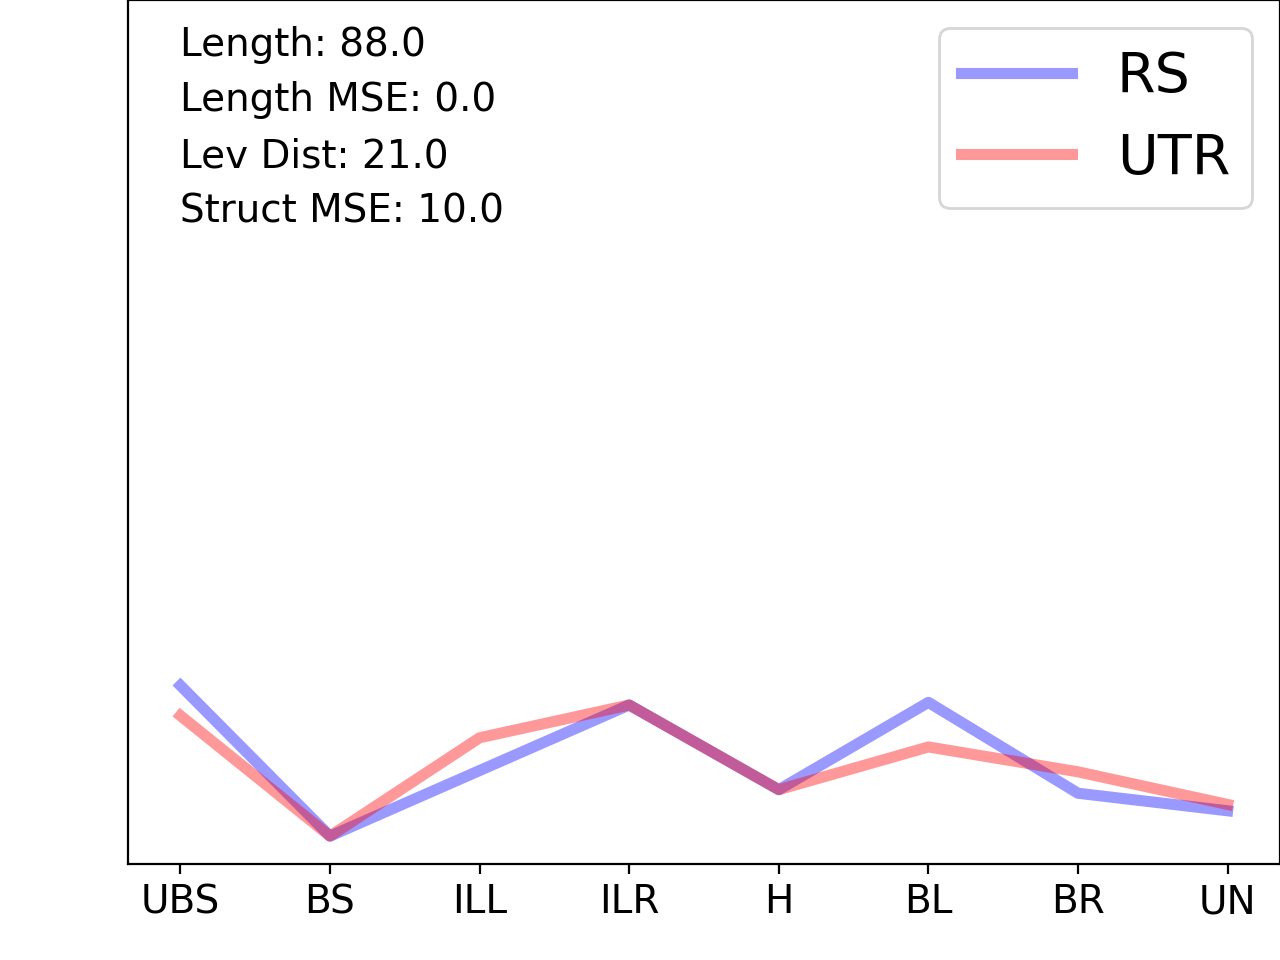 Length: 88.0
Length MSE: 0.0
Lev Dist: 21.0
Struct MSE: 10.0
RS
UTR
UBS BS ILL ILR H BL BR UN